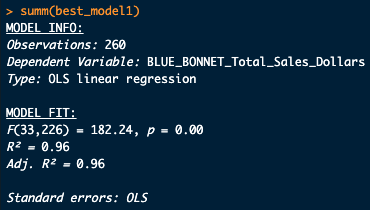 > summ(best_model1)
MODEL INFO:
Observations: 260
Dependent Variable: BLUE_BONNET_Total_Sales_Dollars
Type: OLS linear regression
MODEL FIT:
F(33,226) = 182.24, p = 0.00
R² = 0.96
Adj. R² = 0.96
Standard errors: OLS